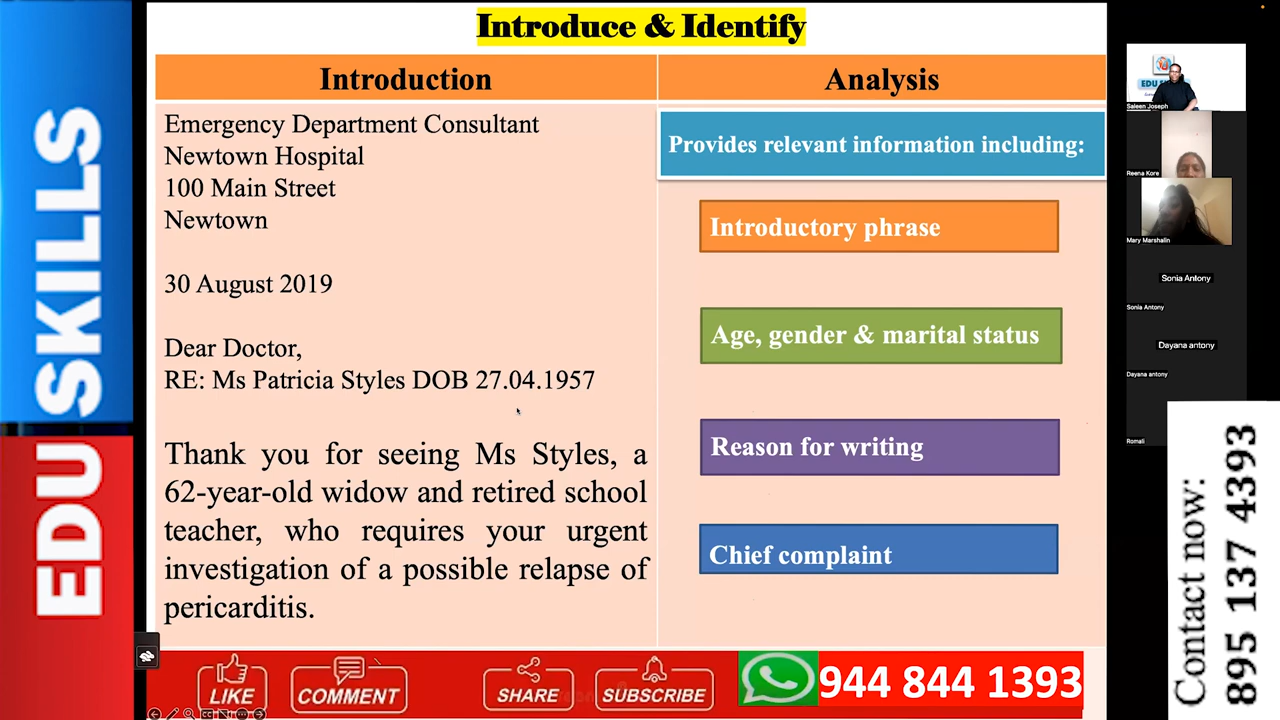 Introduce & Identify
Introduction
Analysis
Emergency Department Consultant
Newtown Hospital
100 Main Street
Newtown
30 August 2019
Dear Doctor,
RE: Ms Patricia Styles DOB 27.04.1957
Thank you for seeing Ms Styles, a
62-year-old widow and retired school
teacher, who requires your urgent
investigation of a possible relapse of
pericarditis.
Provides relevant information including:
Introductory phrase
Age, gender & marital status
Reason for writing
Chief complaint
EDU SKILLS
LIKE
COMMENT
SHARE
SUBSCRIBE
944 844 1393
Saleen Joseph
Reena Kore
Mary Marshalin
Sonia Antony
Sonia Antony
Dayana antony
Dayana antony
Romali
Contact now:
895 137 4393